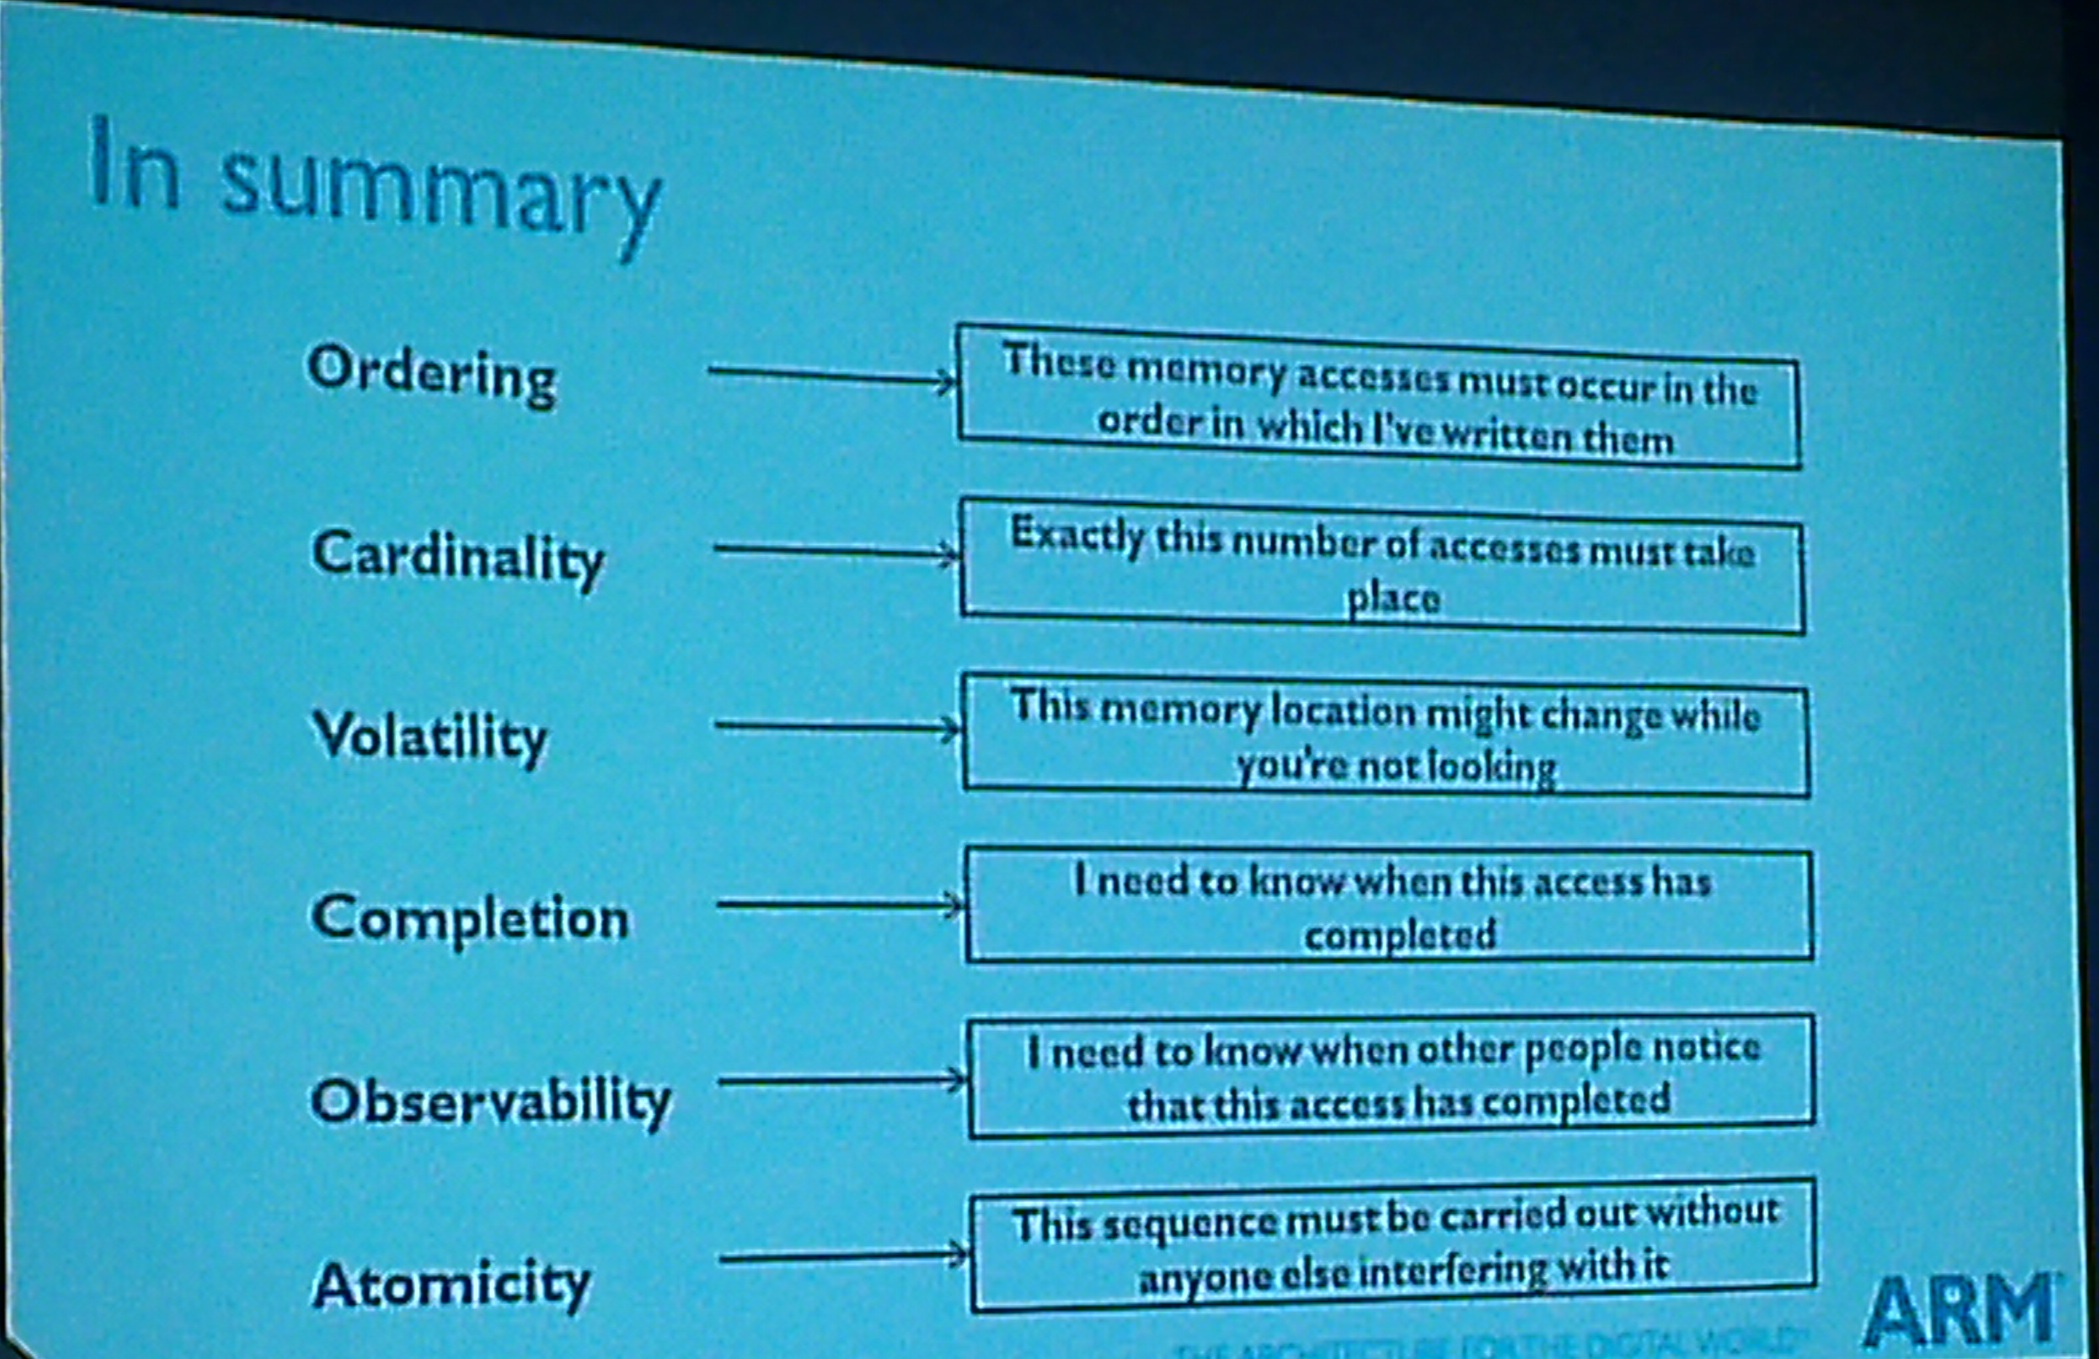 In summary
Ordering
These memory accesses must occur in the
order in which I've written them
Cardinality
Exactly this number of accesses must take
place
Volatility
This memory location might change while
you're not looking
Completion
I need to know when this access has
completed
Observability
I need to know when other people notice
that this access has completed
Atomicity
This sequence must be carried out without
anyone else interfering with it
THE ARCHITECTURE FOR THE DIGITAL WORLD
ARM